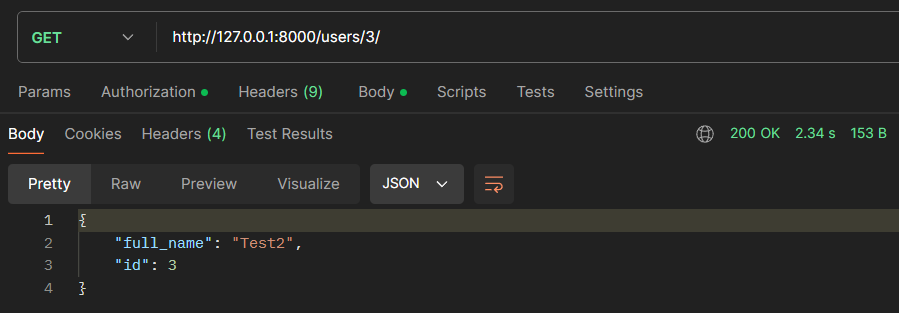 GET http://127.0.0.1:8000/users/3/
Params Authorization Headers (9) Body Scripts Tests Settings
Body Cookies Headers (4) Test Results 200 OK 2.34 s 153 B
Pretty Raw Preview Visualize JSON
1 {
2 "full_name": "Test2",
3 "id": 3
4 }